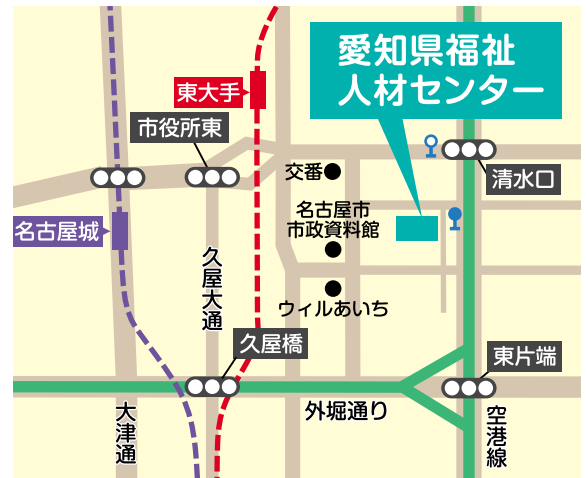 愛知県福祉
人材センター
東大手
市役所東
交番
清水口
名古屋市
市政資料館
名古屋城
久屋大通
ウィルあいち
久屋橋
東片端
大津通
外堀通り
空港線